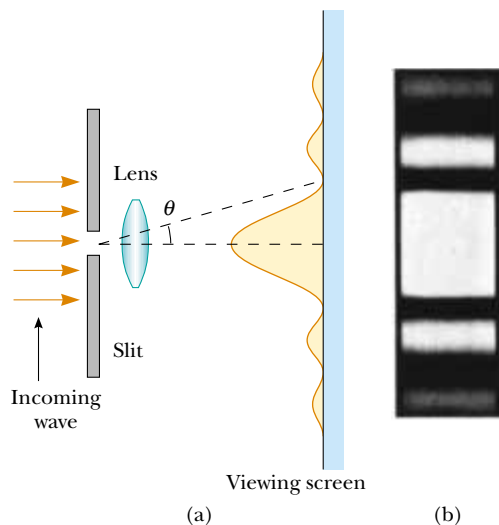 Lens
θ
Slit
Incoming
wave
Viewing screen
(a)
(b)